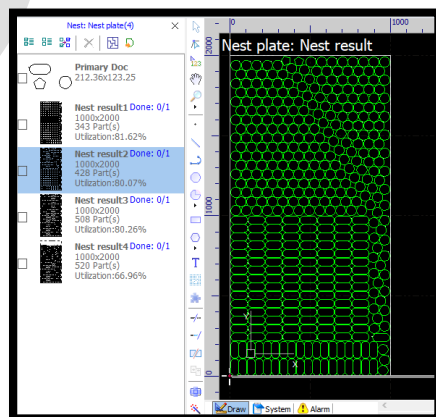 Nest: Nest plate(4)
Primary Doc
212.36x123.25
Nest result1 Done: 0/1
1000x2000
343 Part(s)
Utilization:81.62%
Nest result2 Done: 0/1
1000x2000
428 Part(s)
Utilization:80.07%
Nest result3 Done: 0/1
1000x2000
508 Part(s)
Utilization:80.26%
Nest result4 Done: 0/1
1000x2000
520 Part(s)
Utilization:66.96%
123
T
0
1000
2000
1000
0
Nest plate: Nest result
Y
X
Draw
System
Alarm